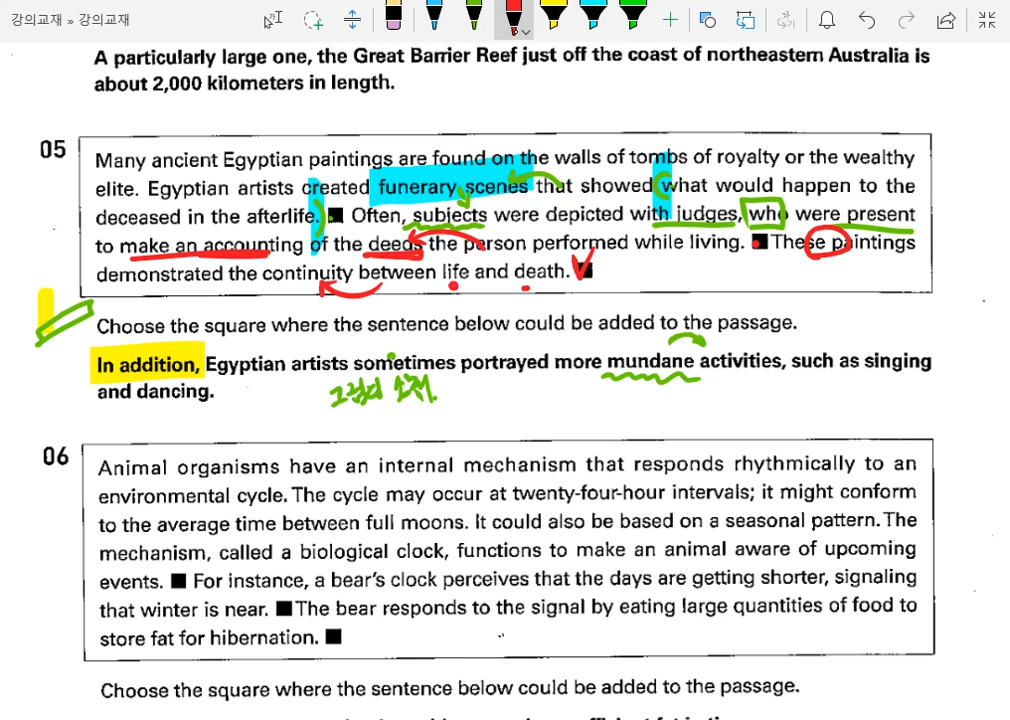 강의교재 » 강의교재
A particularly large one, the Great Barrier Reef just off the coast of northeastern Australia is
about 2,000 kilometers in length.
05
Many ancient Egyptian paintings are found on the walls of tombs of royalty or the wealthy
elite. Egyptian artists created funerary scenes that showed what would happen to the
deceased in the afterlife. ■ Often, subjects were depicted with judges, who were present
to make an accounting of the deeds the person performed while living. ■ These paintings
demonstrated the continuity between life and death. ■
Choose the square where the sentence below could be added to the passage.
In addition, Egyptian artists sometimes portrayed more mundane activities, such as singing
and dancing.
06
Animal organisms have an internal mechanism that responds rhythmically to an
environmental cycle. The cycle may occur at twenty-four-hour intervals; it might conform
to the average time between full moons. It could also be based on a seasonal pattern. The
mechanism, called a biological clock, functions to make an animal aware of upcoming
events. ■ For instance, a bear's clock perceives that the days are getting shorter, signaling
that winter is near. ■ The bear responds to the signal by eating large quantities of food to
store fat for hibernation. ■
Choose the square where the sentence below could be added to the passage.